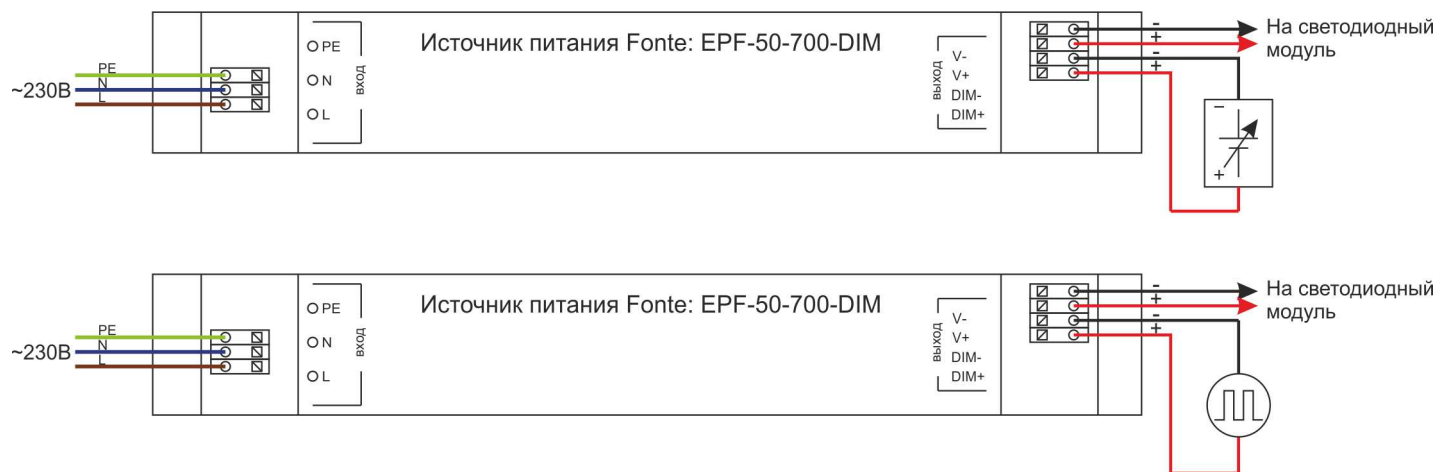 Источник питания Fonte: EPF-50-700-DIM
~230В
PE
N
L
PE
N
L
вход
выход
V-
V+
DIM-
DIM+
-
+
-
+
На светодиодный
модуль
-
+
Источник питания Fonte: EPF-50-700-DIM
~230В
PE
N
L
PE
N
L
вход
выход
V-
V+
DIM-
DIM+
-
+
-
+
На светодиодный
модуль